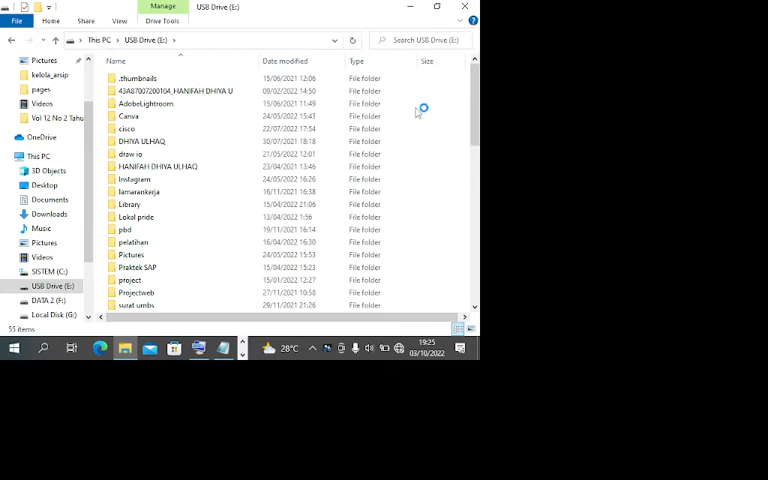 Manage USB Drive (E:)
File Home Share View Drive Tools
This PC USB Drive (E:) Search USB Drive (E:)
Name Date modified Type Size
Pictures
kelola_arsip
pages
Videos
Vol 12 No 2 Tahu
OneDrive
This PC
3D Objects
Desktop
Documents
Downloads
Music
Pictures
Videos
SISTEM (C:)
USB Drive (E:)
DATA 2 (F:)
Local Disk (G:)
.thumbnails 15/06/2021 12:06 File folder
43A87007200104_HANIFAH DHIYA U 09/02/2022 14:50 File folder
AdobeLightroom 15/06/2021 11:49 File folder
Canva 24/05/2022 15:43 File folder
cisco 22/07/2022 17:54 File folder
DHIYA ULHAQ 30/07/2021 18:18 File folder
draw io 21/05/2022 12:01 File folder
HANIFAH DHIYA ULHAQ 23/04/2021 13:46 File folder
Instagram 24/05/2022 16:26 File folder
lamarankerja 16/11/2021 16:38 File folder
Library 15/04/2022 21:06 File folder
Lokal pride 13/04/2022 1:56 File folder
pbd 19/11/2021 16:14 File folder
pelatihan 16/04/2022 16:30 File folder
Pictures 24/05/2022 15:53 File folder
Praktek SAP 15/04/2022 15:23 File folder
project 15/01/2022 12:27 File folder
Projectweb 27/11/2021 10:58 File folder
surat umbs 29/11/2021 21:26 File folder
55 items
28°C 19:25
03/10/2022